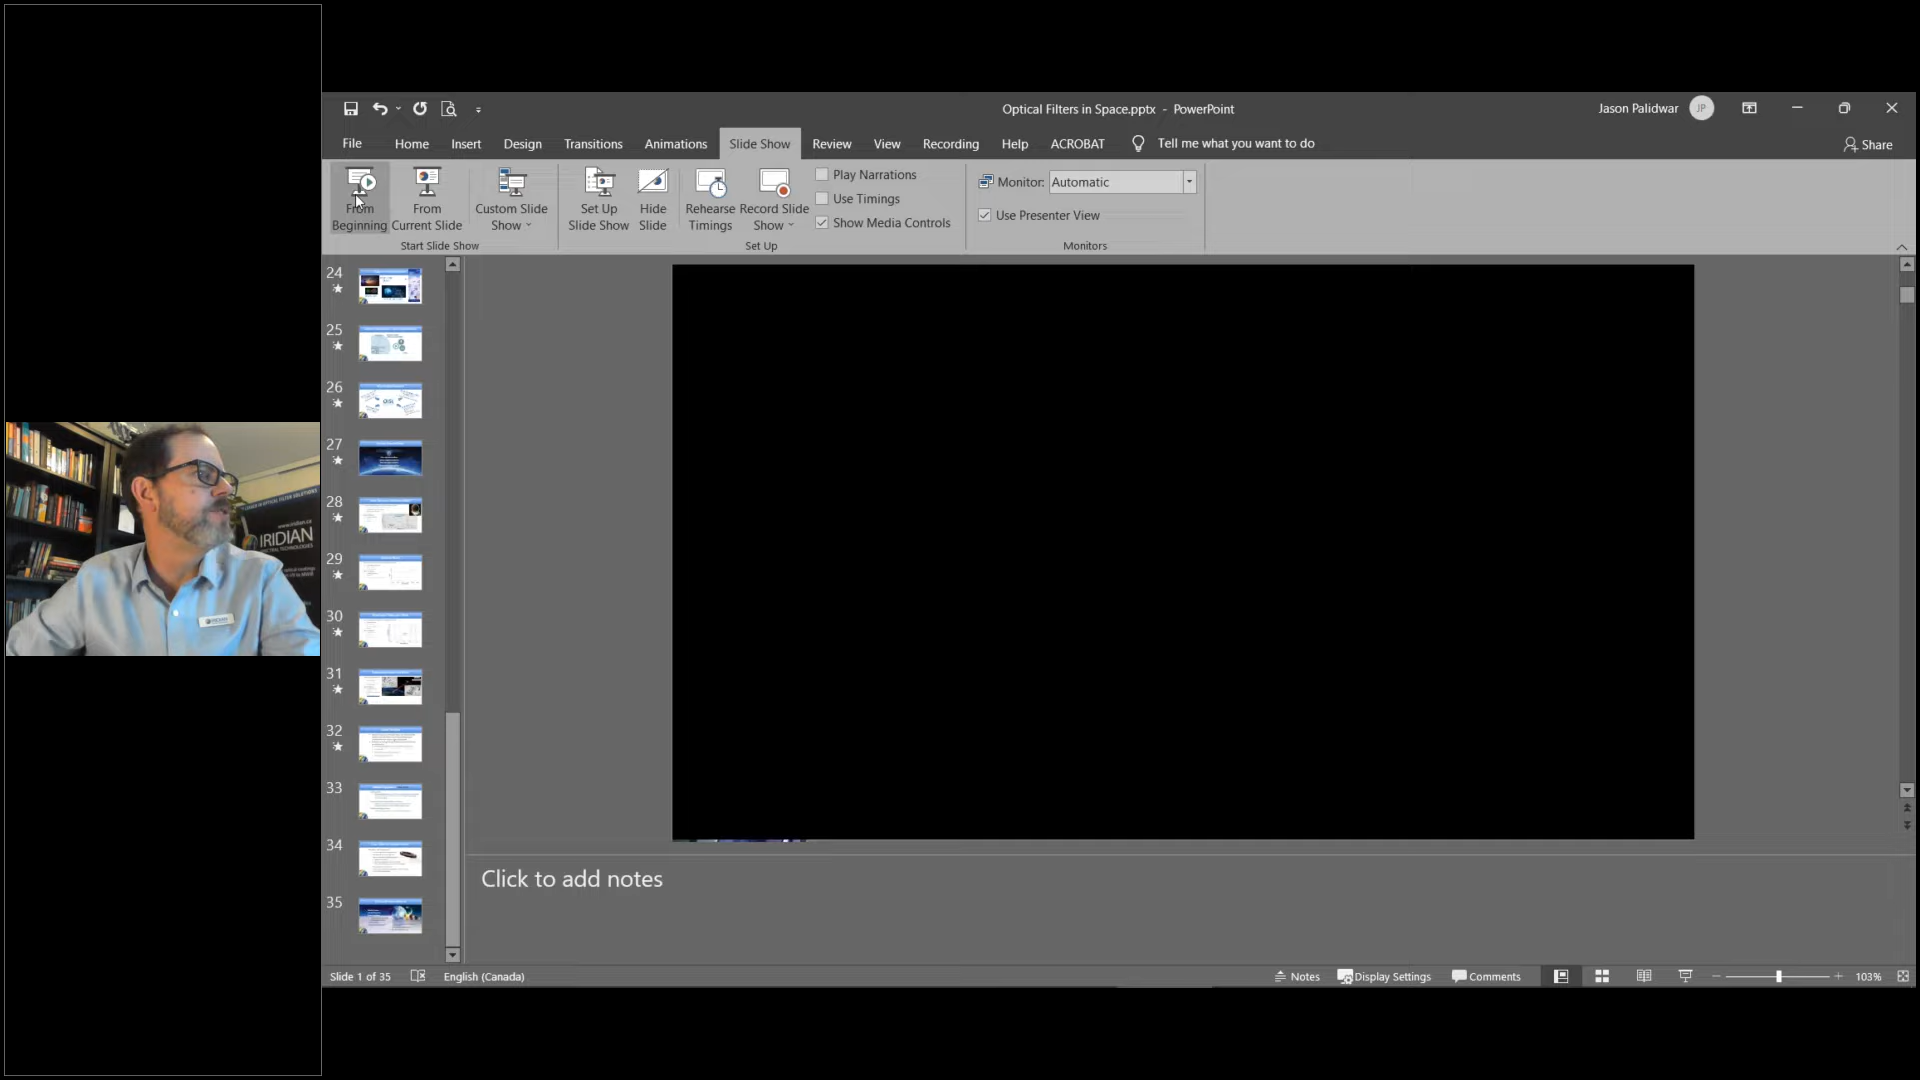 Optical Filters in Space.pptx - PowerPoint
Jason Palidwar
JP
File
Home
Insert
Design
Transitions
Animations
Slide Show
Review
View
Recording
Help
ACROBAT
Tell me what you want to do
Share
From
Beginning
From
Current Slide
Start Slide Show
Custom Slide
Show
Set Up
Slide Show
Hide
Slide
Rehearse
Timings
Record Slide
Show
Play Narrations
Use Timings
Show Media Controls
Set Up
Monitor:
Automatic
Use Presenter View
Monitors
24
25
26
27
28
29
30
31
32
33
34
35
www.iridian.ca
IRIDIAN
SPECTRAL TECHNOLOGIES
Click to add notes
Slide 1 of 35
English (Canada)
Notes
Display Settings
Comments
103%